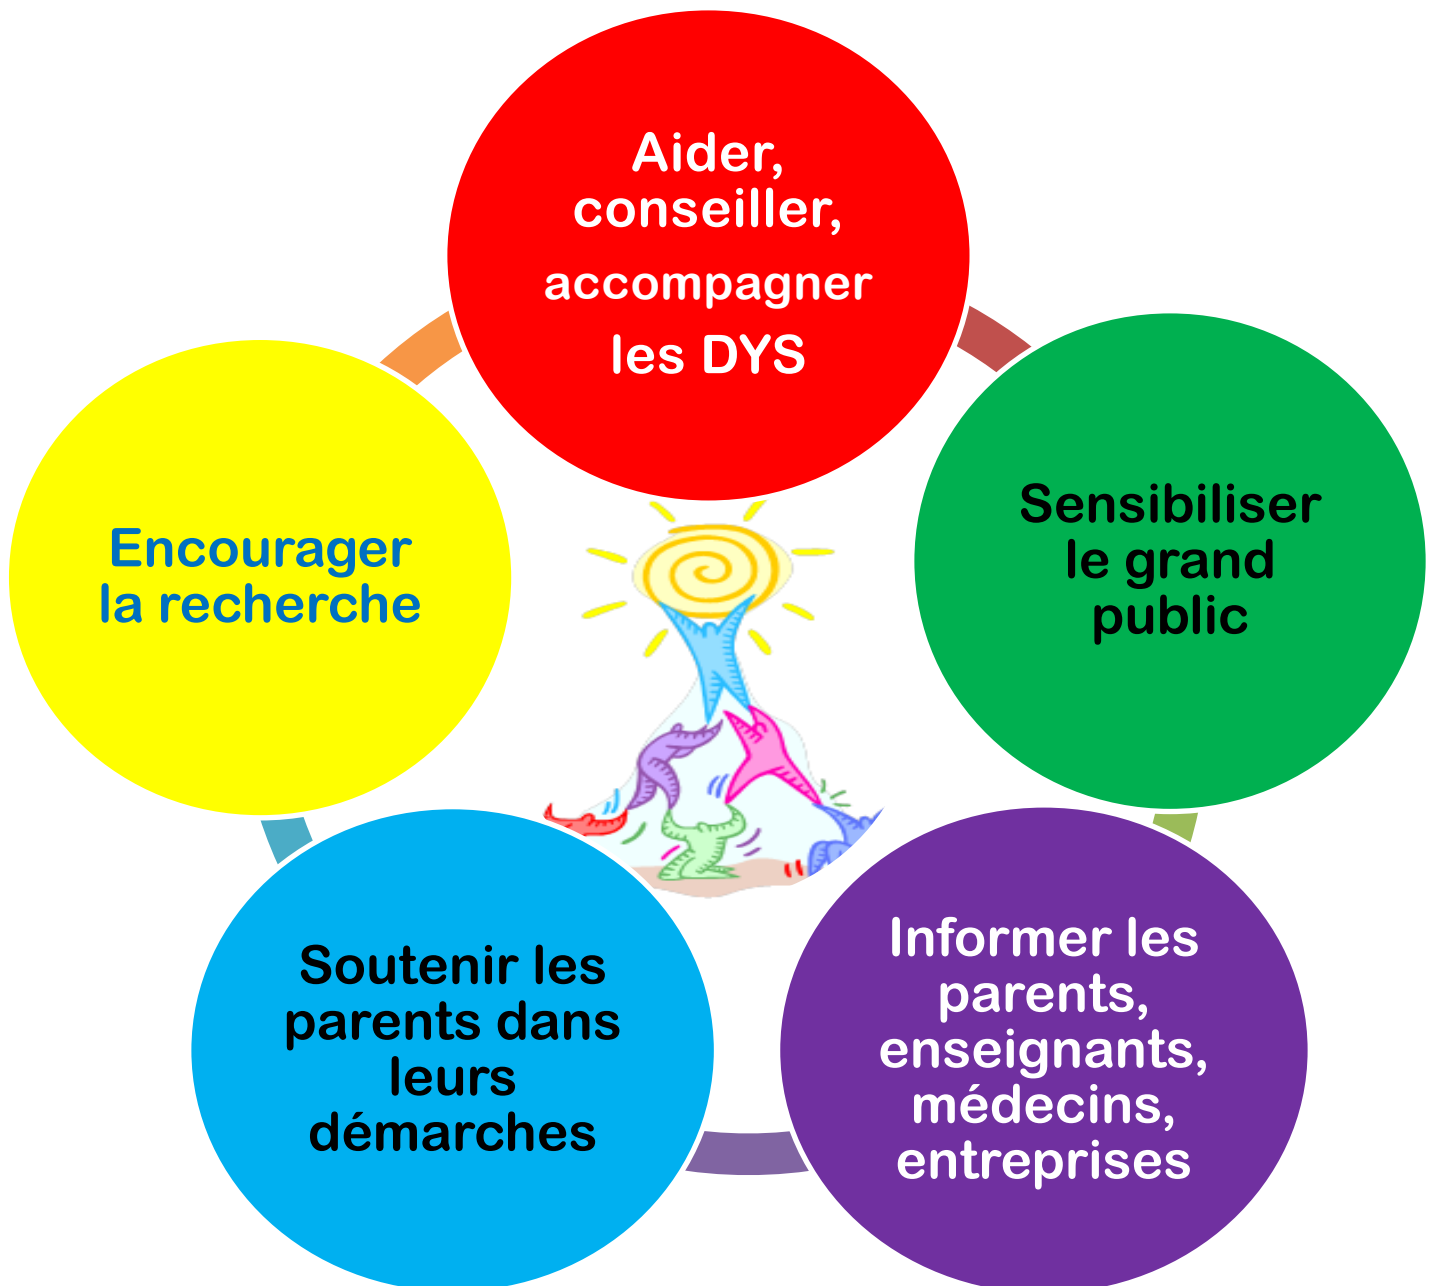 Aider,
conseiller,
accompagner
les DYS
Sensibiliser
le grand
public
Informer les
parents,
enseignants,
médecins,
entreprises
Soutenir les
parents dans
leurs
démarches
Encourager
la recherche